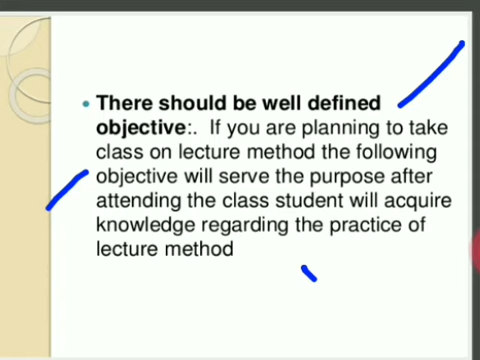 There should be well defined
objective:. If you are planning to take
class on lecture method the following
objective will serve the purpose after
attending the class student will acquire
knowledge regarding the practice of
lecture method